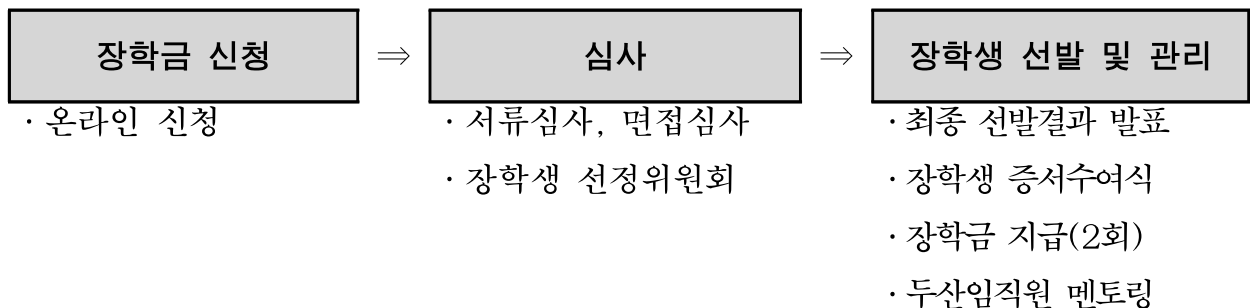 장학금 신청 ⇒ 심사 ⇒ 장학생 선발 및 관리
· 온라인 신청
· 서류심사, 면접심사
· 장학생 선정위원회
· 최종 선발결과 발표
· 장학생 증서수여식
· 장학금 지급(2회)
· 두산임직원 멘토링